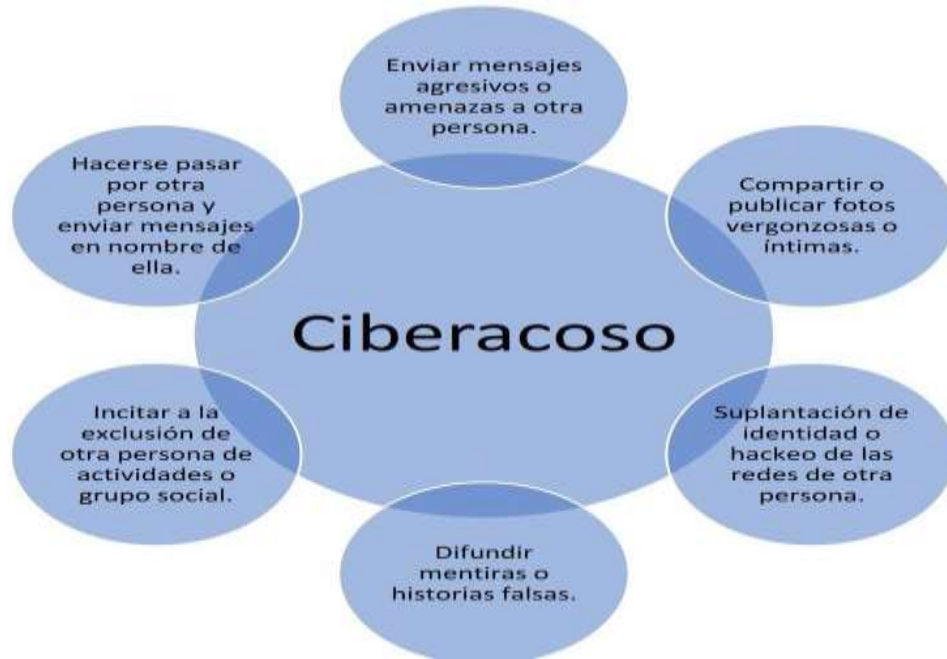 Enviar mensajes
agresivos o
amenazas a otra
persona.
Compartir o
publicar fotos
vergonzosas o
íntimas.
Suplantación de
identidad o
hackeo de las
redes de otra
persona.
Difundir
mentiras o
historias falsas.
Incitar a la
exclusión de
otra persona de
actividades o
grupo social.
Hacerse pasar
por otra
persona y
enviar mensajes
en nombre de
ella.
Ciberacoso